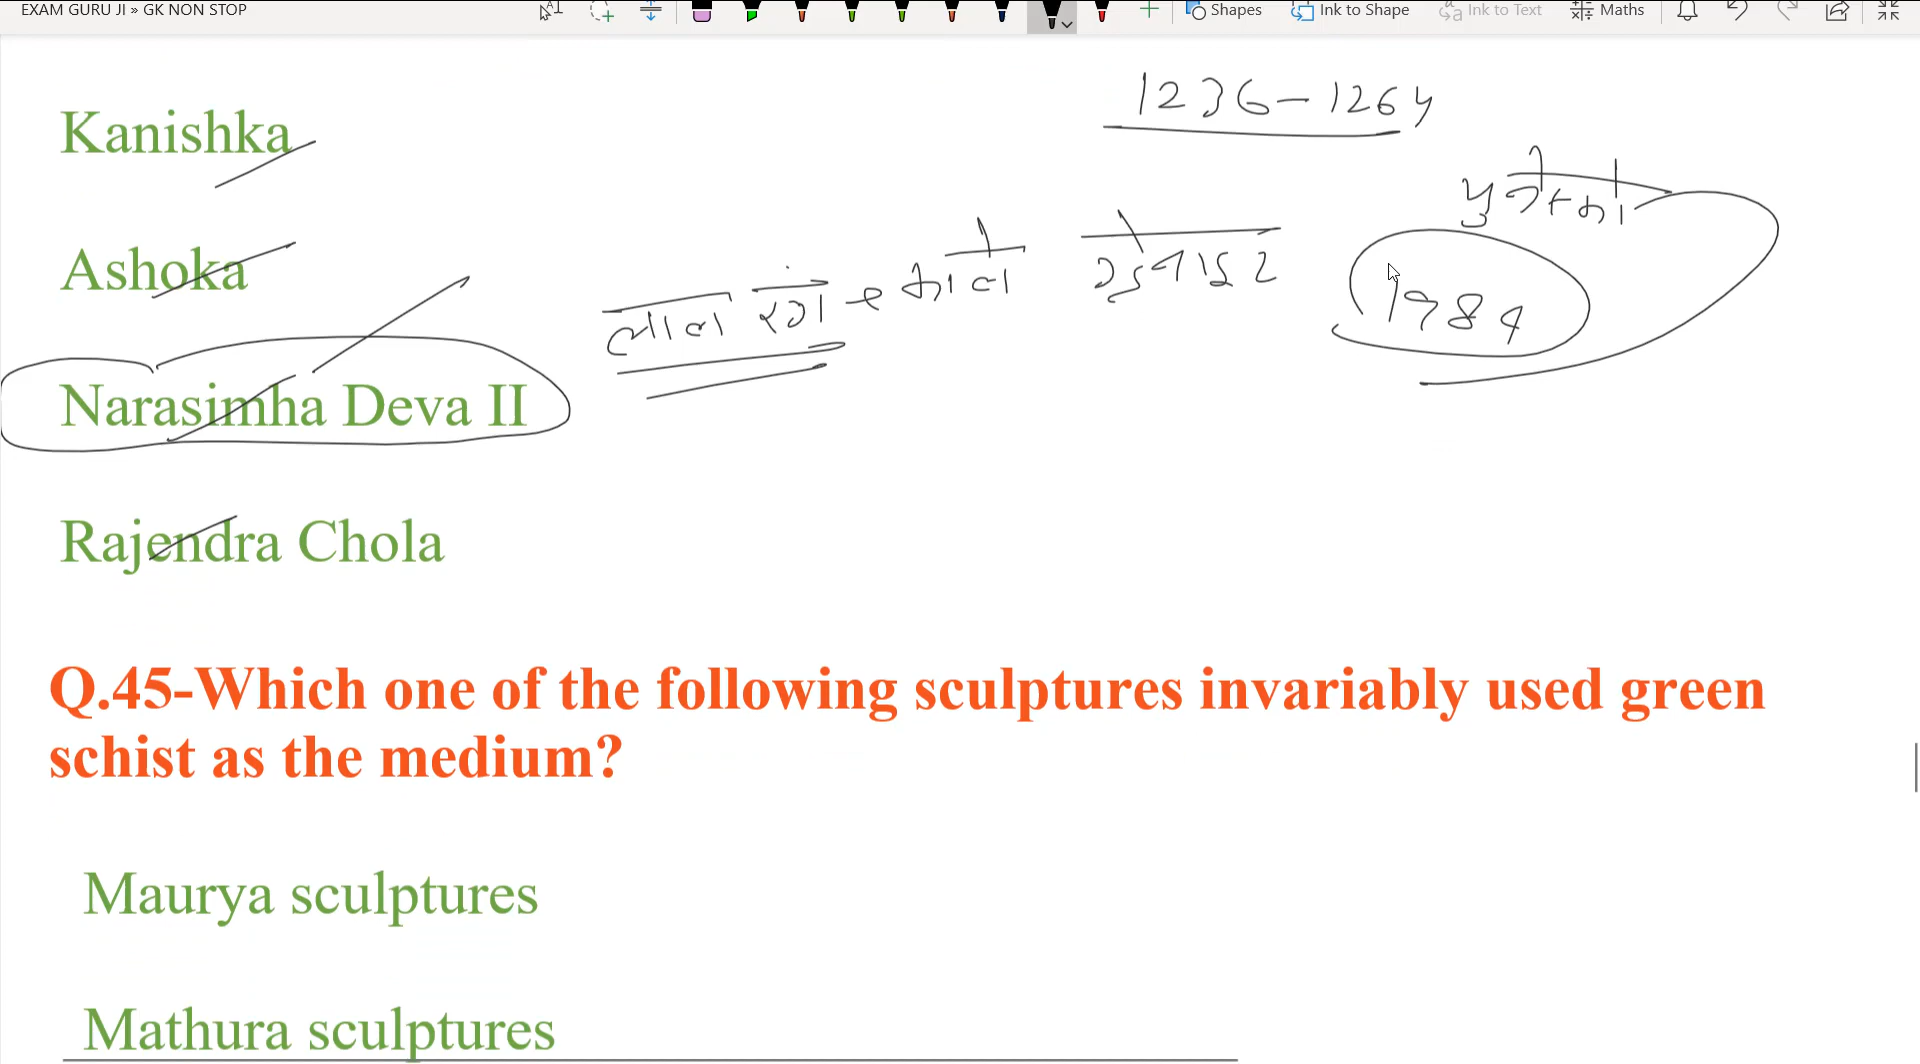 EXAM GURU JI » GK NON STOP
Shapes Ink to Shape Ink to Text Maths
1236-1264
Kanishka
यूनेस्को
Ashoka
1984
Narasimha Deva II
Rajendra Chola
Q.45-Which one of the following sculptures invariably used green
schist as the medium?
Maurya sculptures
Mathura sculptures